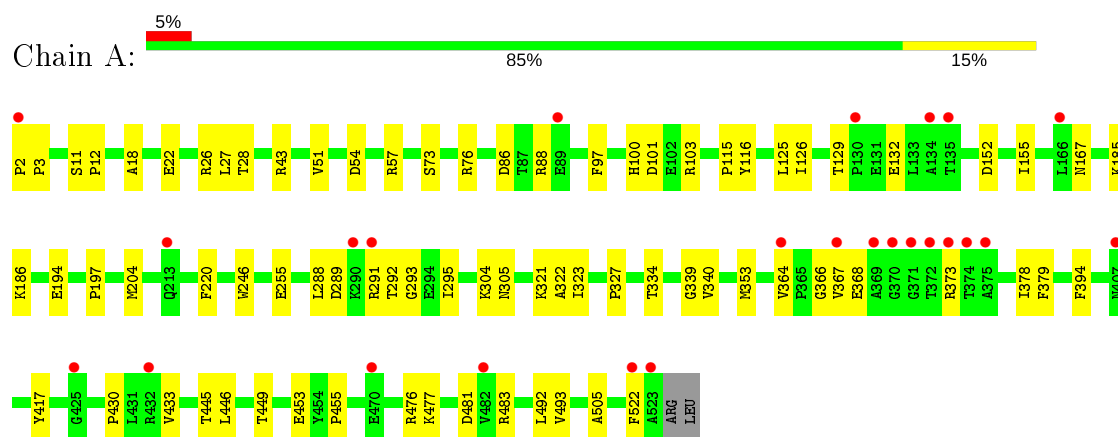 5%
Chain A:
85% 15%
P2 P3 S11 P12 A18 E22 R26 L27 T28 R43 V51 D54 R57 S73 R76 D86 T87 R88 E89 F97 H100 D101 E102 R103 P115 Y116 L125 I126 T129 P130 E131 E132 L133 A134 T135 D152 I155 L166 N167 K185
K186 E194 P197 M204 Q213 F220 W246 E255 L288 D289 K290 R291 T292 G293 E294 I295 K304 N305 K321 A322 I323 P327 T334 G339 V340 M353 V364 P365 G366 V367 E368 A369 G370 G371 T372 R373 T374 A375 I378 F379 F394 N407
Y417 G425 P430 L431 R432 V433 T445 L446 T449 E453 Y454 P455 E470 R476 K477 D481 V482 R483 L492 V493 A505 F522 A523 ARG LEU